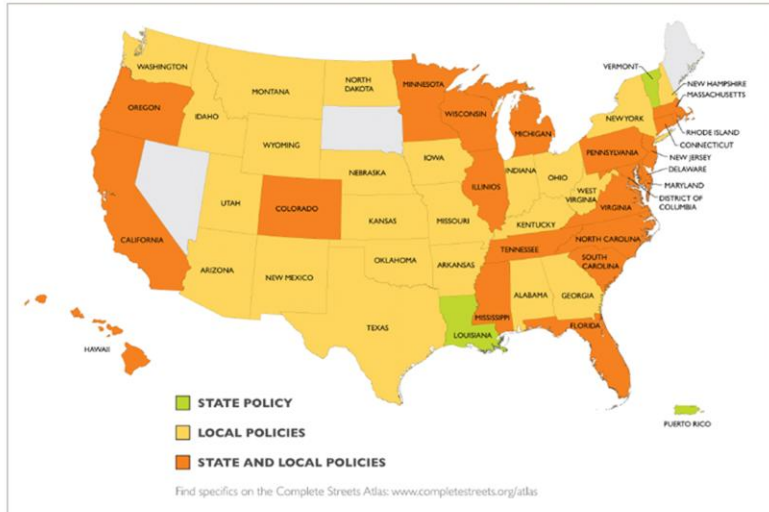 WASHINGTON
MONTANA
NORTH
DAKOTA
MINNESOTA
VERMONT
NEW HAMPSHIRE
MASSACHUSETTS
OREGON
IDAHO
WISCONSIN
NEW YORK
MICHIGAN
RHODE ISLAND
CONNECTICUT
WYOMING
IOWA
PENNSYLVANIA
NEW JERSEY
NEBRASKA
INDIANA
OHIO
DELAWARE
MARYLAND
UTAH
COLORADO
ILLINIOS
WEST
VIRGINIA
VIRGINIA
DISTRICT OF
COLUMBIA
CALIFORNIA
KANSAS
MISSOURI
KENTUCKY
NORTH CAROLINA
TENNESSEE
SOUTH
CAROLINA
ARIZONA
NEW MEXICO
OKLAHOMA
ARKANSAS
ALABAMA
GEORGIA
MISSISSIPPI
TEXAS
LOUISIANA
FLORIDA
HAWAII
PUERTO RICO
STATE POLICY
LOCAL POLICIES
STATE AND LOCAL POLICIES
Find specifics on the Complete Streets Atlas: www.completestreets.org/atlas